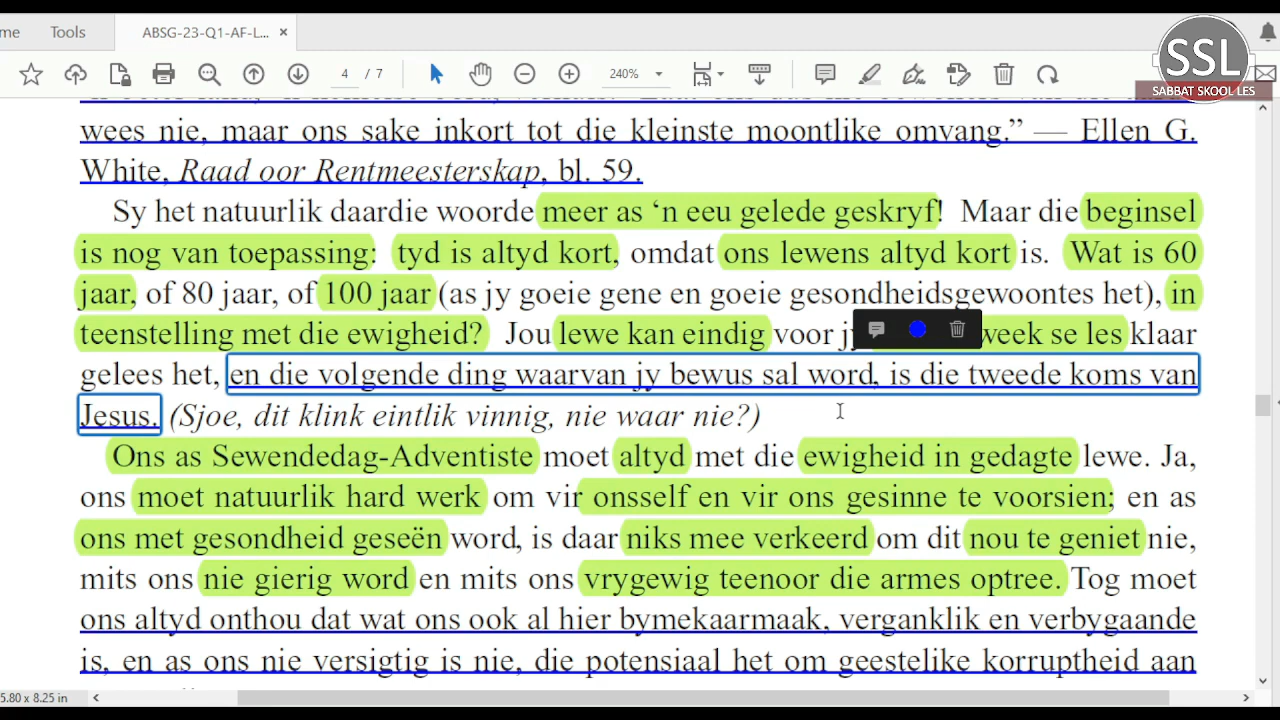 me Tools ABSG-23-Q1-AF-L... ×
4 / 7 240%
SSL
SABBAT SKOOL LES
wees nie, maar ons sake inkort tot die kleinste moontlike omvang.” — Ellen G.
White, Raad oor Rentmeesterskap, bl. 59.
Sy het natuurlik daardie woorde meer as ‘n eeu gelede geskryf! Maar die beginsel
is nog van toepassing: tyd is altyd kort, omdat ons lewens altyd kort is. Wat is 60
jaar, of 80 jaar, of 100 jaar (as jy goeie gene en goeie gesondheidsgewoontes het), in
teenstelling met die ewigheid? Jou lewe kan eindig voor week se les klaar
gelees het, en die volgende ding waarvan jy bewus sal word, is die tweede koms van
Jesus. (Sjoe, dit klink eintlik vinnig, nie waar nie?)
Ons as Sewendedag-Adventiste moet altyd met die ewigheid in gedagte lewe. Ja,
ons moet natuurlik hard werk om vir onsself en vir ons gesinne te voorsien; en as
ons met gesondheid geseën word, is daar niks mee verkeerd om dit nou te geniet nie,
mits ons nie gierig word en mits ons vrygewig teenoor die armes optree. Tog moet
ons altyd onthou dat wat ons ook al hier bymekaarmaak, verganklik en verbygaande
is, en as ons nie versigtig is nie, die potensiaal het om geestelike korruptheid aan
5.80 x 8.25 in